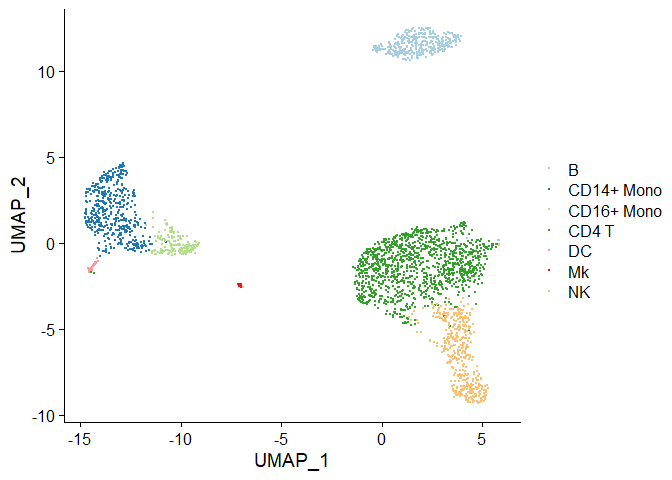 10
5
0
-5
-10
UMAP_2
-15
-10
-5
0
5
UMAP_1
B
CD14+ Mono
CD16+ Mono
CD4 T
DC
Mk
NK